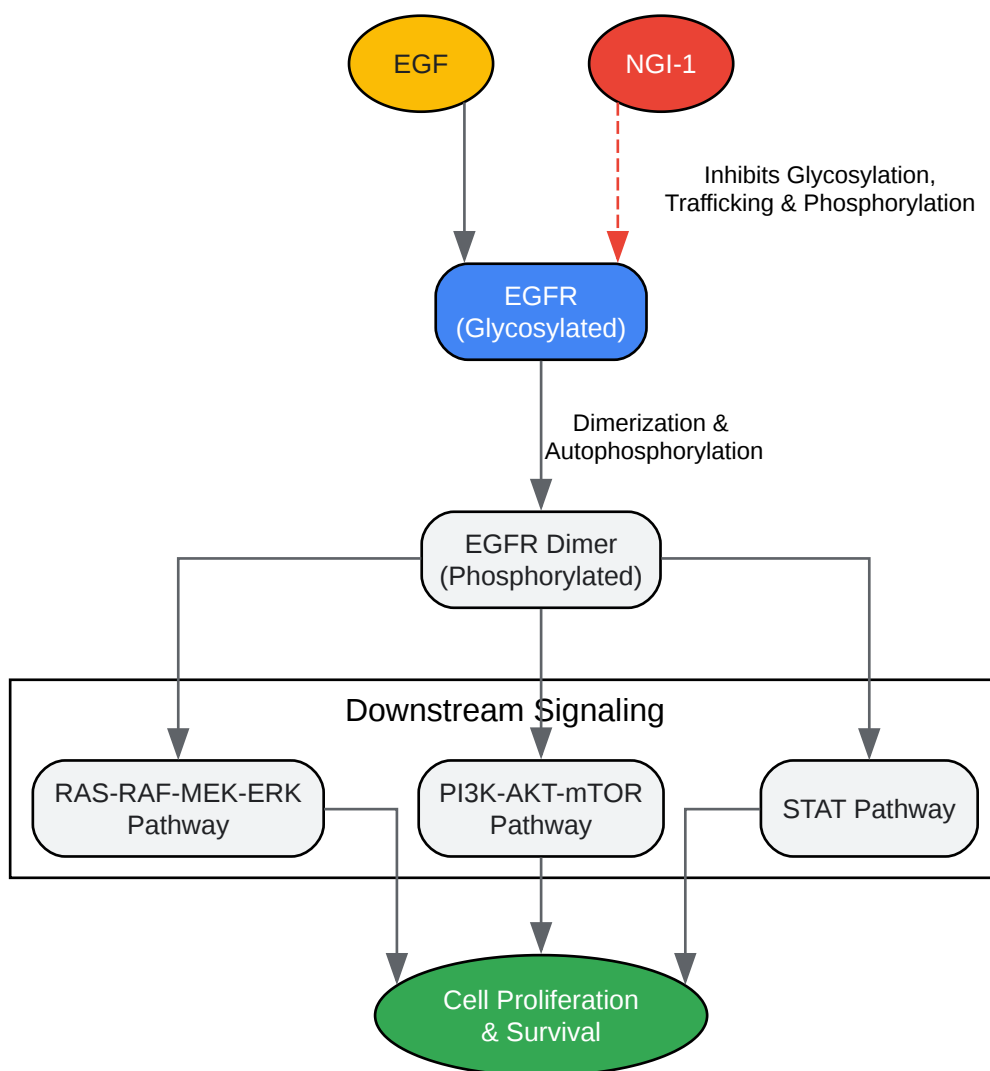 EGF
NGI-1
Inhibits Glycosylation,
Trafficking & Phosphorylation
EGFR
(Glycosylated)
Dimerization &
Autophosphorylation
EGFR Dimer
(Phosphorylated)
Downstream Signaling
RAS-RAF-MEK-ERK
Pathway
PI3K-AKT-mTOR
Pathway
STAT Pathway
Cell Proliferation
& Survival